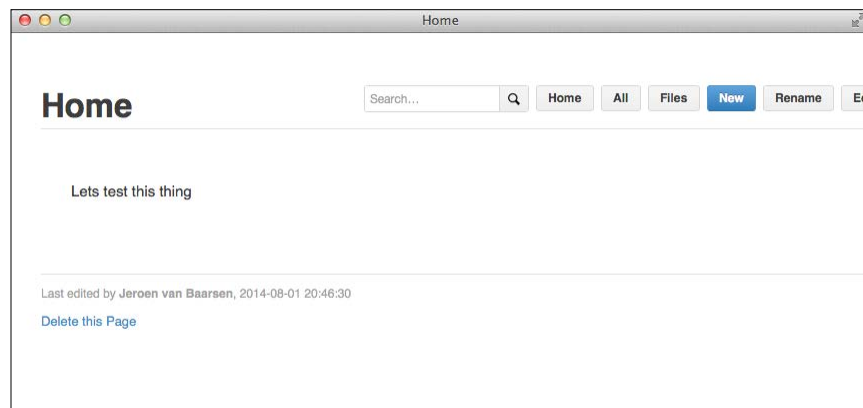 Home
Home
Search...
Home
All
Files
New
Rename
Lets test this thing
Last edited by Jeroen van Baarsen, 2014-08-01 20:46:30
Delete this Page